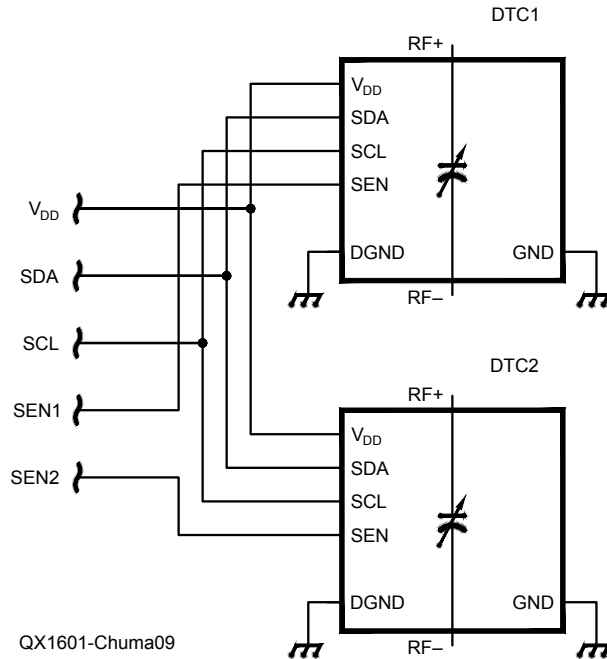 DTC1
RF+
VDD
SDA
SCL
SEN
DGND
GND
RF–
VDD
SDA
SCL
SEN1
SEN2
DTC2
RF+
VDD
SDA
SCL
SEN
DGND
GND
RF–
QX1601-Chuma09